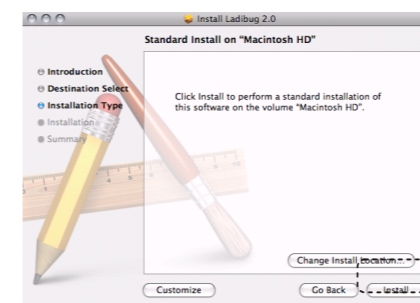 Install Ladibug 2.0
Standard Install on "Macintosh HD"
Introduction
Destination Select
Installation Type
Installation
Summary
Click Install to perform a standard installation of
this software on the volume "Macintosh HD".
Change Install Location...
Customize
Go Back
Install